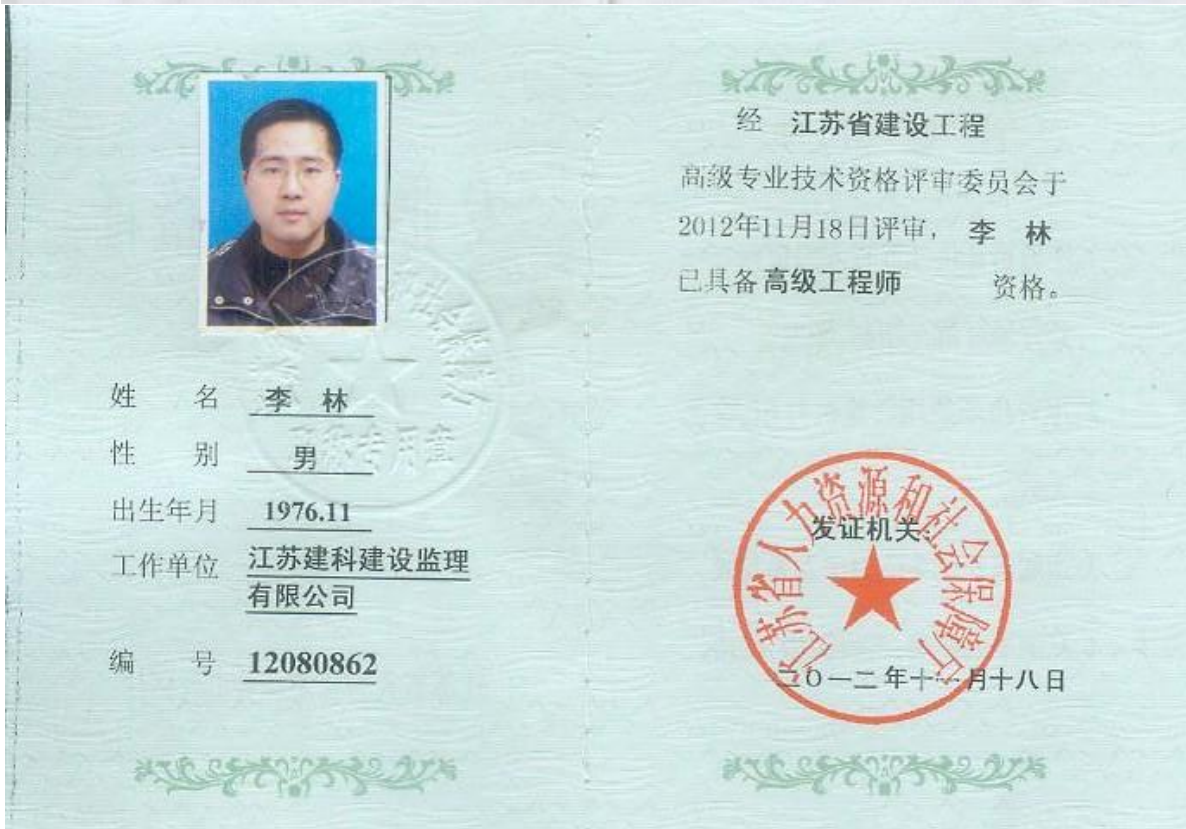 姓 名 李 林
性 别 男
出生年月 1976.11
工作单位 江苏建科建设监理
有限公司
编 号 12080862
职称专用章
经 江苏省建设工程
高级专业技术资格评审委员会于
2012年11月18日评审， 李 林
已具备 高级工程师 资格。
江苏省人力资源和社会保障厅
发证机关
二〇一二年十一月十八日